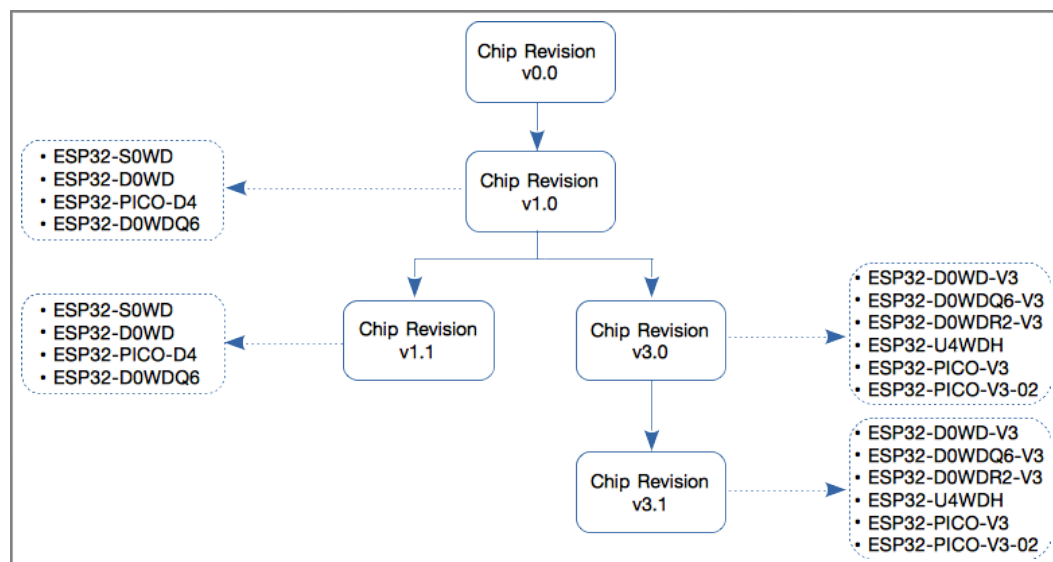 Chip Revision
v0.0
• ESP32-S0WD
• ESP32-D0WD
• ESP32-PICO-D4
• ESP32-D0WDQ6
Chip Revision
v1.0
• ESP32-S0WD
• ESP32-D0WD
• ESP32-PICO-D4
• ESP32-D0WDQ6
Chip Revision
v1.1
Chip Revision
v3.0
• ESP32-D0WD-V3
• ESP32-D0WDQ6-V3
• ESP32-D0WDR2-V3
• ESP32-U4WDH
• ESP32-PICO-V3
• ESP32-PICO-V3-02
Chip Revision
v3.1
• ESP32-D0WD-V3
• ESP32-D0WDQ6-V3
• ESP32-D0WDR2-V3
• ESP32-U4WDH
• ESP32-PICO-V3
• ESP32-PICO-V3-02